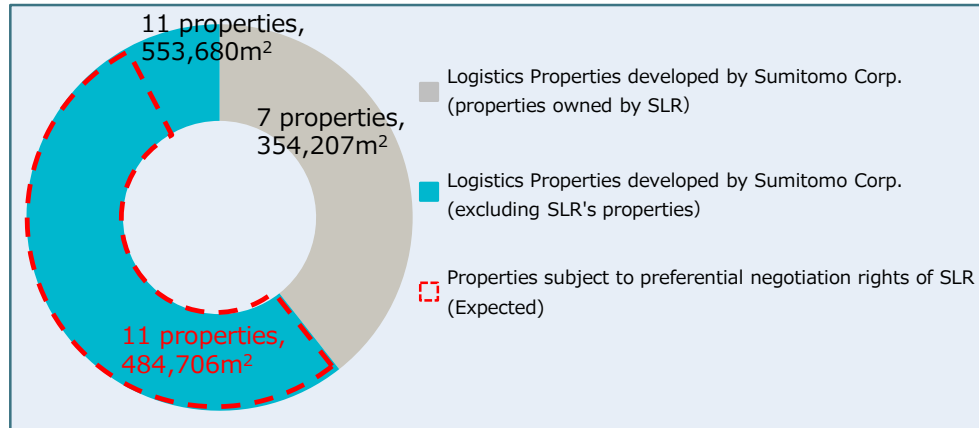 11 properties,
553,680m²
7 properties,
354,207m²
11 properties,
484,706m²
Logistics Properties developed by Sumitomo Corp.
(properties owned by SLR)
Logistics Properties developed by Sumitomo Corp.
(excluding SLR's properties)
Properties subject to preferential negotiation rights of SLR
(Expected)